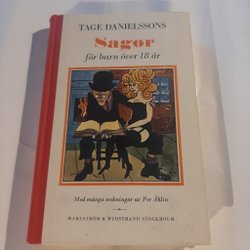 TAGE DANIELSSONS
Sagor
för barn över 18 år
Med många teckningar av Per Åhlin
WAHLSTRÖM & WIDSTRAND STOCKHOLM